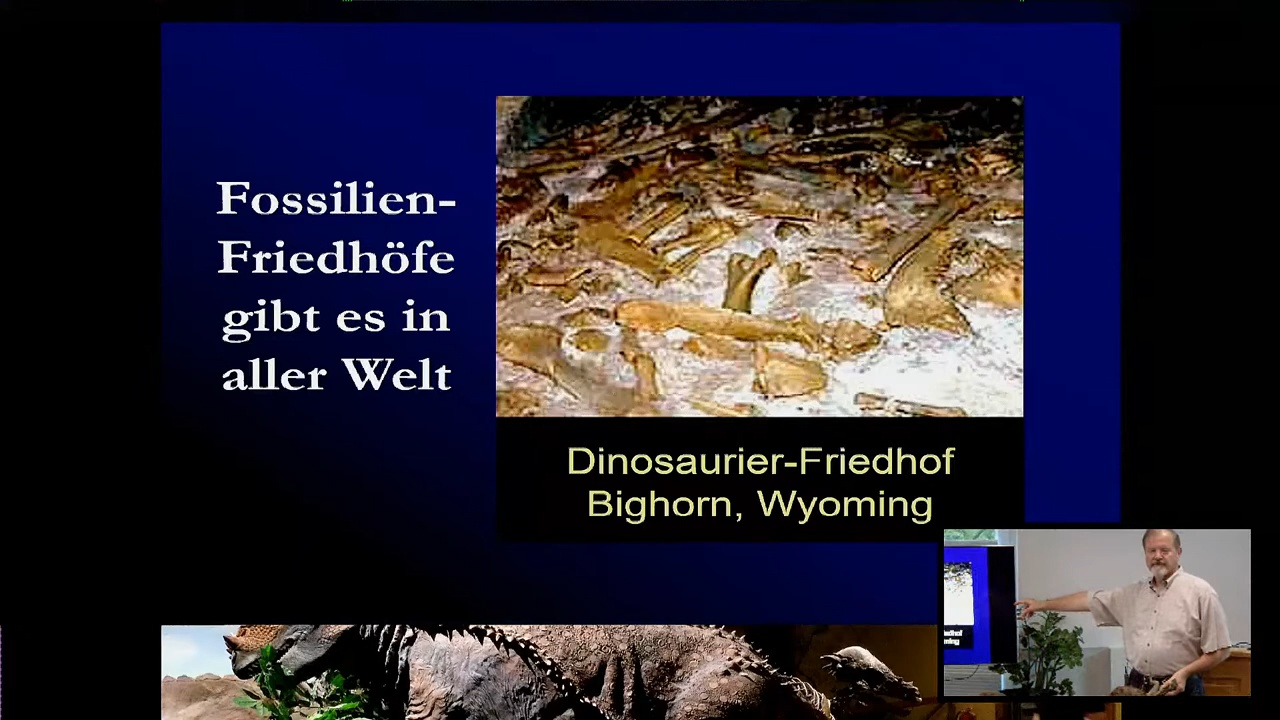 Fossilien-
Friedhöfe
gibt es in
aller Welt
Dinosaurier-Friedhof
Bighorn, Wyoming